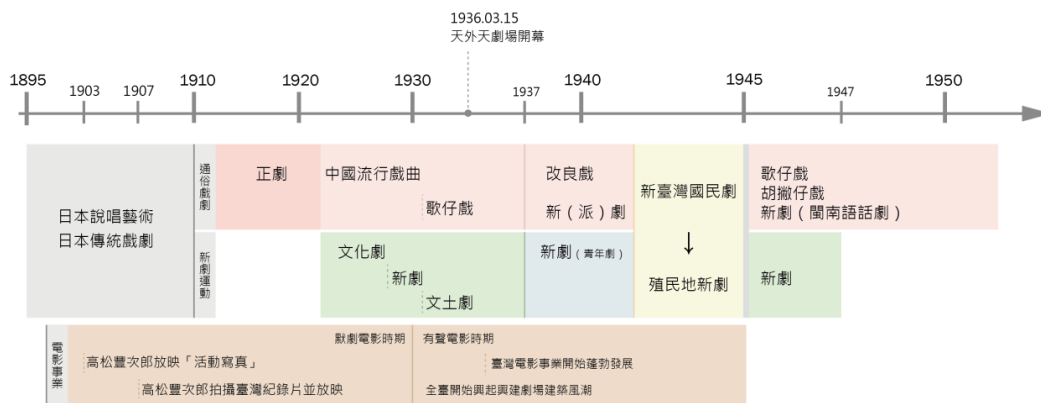 1936.03.15
天外天劇場開幕
1895
1903
1907
1910
1920
1930
1937
1940
1945
1947
1950
日本說唱藝術
日本傳統戲劇
通俗戲劇
正劇
中國流行戲曲
歌仔戲
改良戲
新（派）劇
新臺灣國民劇
↓
殖民地新劇
歌仔戲
胡撇仔戲
新劇（閩南語話劇）
新劇運動
文化劇
新劇
文士劇
新劇（青年劇）
新劇
電影事業
默劇電影時期
有聲電影時期
高松豐次郎放映「活動寫真」
臺灣電影事業開始蓬勃發展
高松豐次郎拍攝臺灣紀錄片並放映
全臺開始興起興建劇場建築風潮